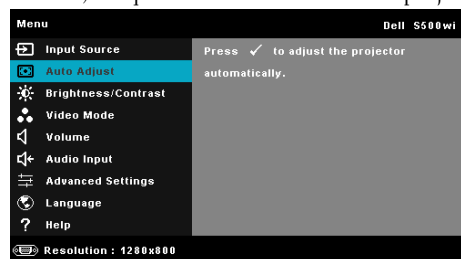 Menu
Dell S500wi
Input Source
Press ✓ to adjust the projector
automatically.
Auto Adjust
Brightness/Contrast
Video Mode
Volume
Audio Input
Advanced Settings
Language
? Help
Resolution : 1280x800